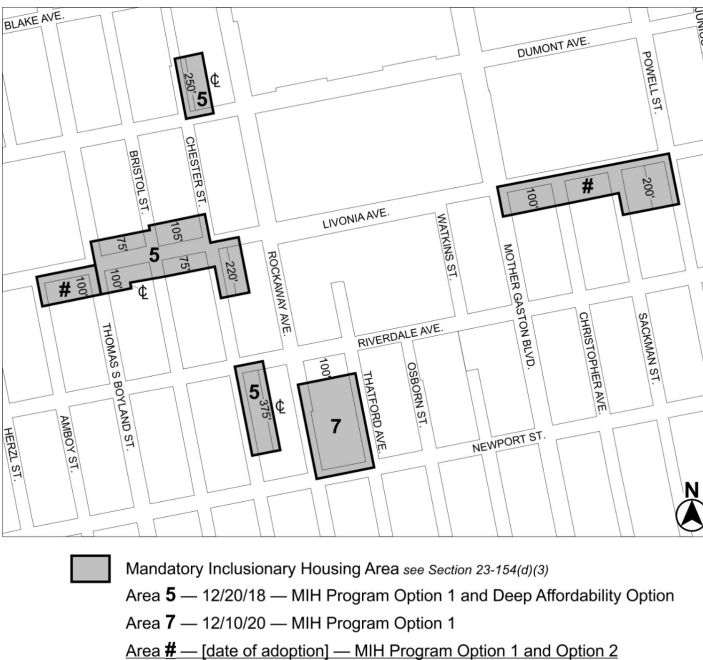 BLAKE AVE.
DUMONT AVE.
JUNIUS
POWELL ST.
250'
5
℄
BRISTOL ST.
CHESTER ST.
#
100'
200'
LIVONIA AVE.
75'
105'
5
100'
75'
220'
#
100'
℄
ROCKAWAY AVE.
WATKINS ST.
MOTHER GASTON BLVD.
CHRISTOPHER AVE.
SACKMAN ST.
RIVERDALE AVE.
THOMAS S BOYLAND ST.
AMBOY ST.
HERZL ST.
5
375'
℄
100'
7
THATFORD AVE.
OSBORN ST.
NEWPORT ST.
N
Mandatory Inclusionary Housing Area see Section 23-154(d)(3)
Area 5 — 12/20/18 — MIH Program Option 1 and Deep Affordability Option
Area 7 — 12/10/20 — MIH Program Option 1
Area # — [date of adoption] — MIH Program Option 1 and Option 2